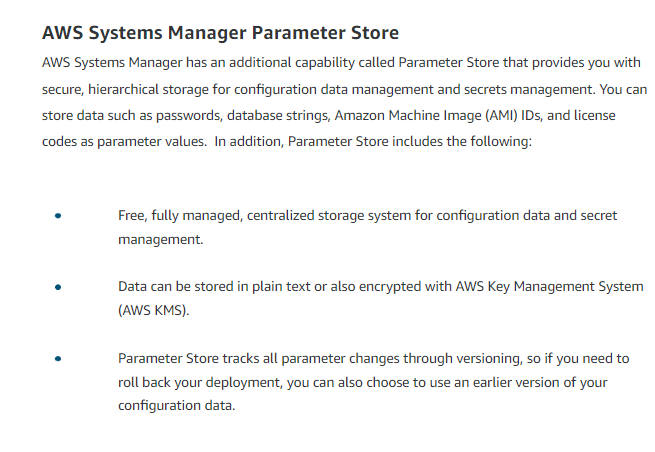 AWS Systems Manager Parameter Store
AWS Systems Manager has an additional capability called Parameter Store that provides you with
secure, hierarchical storage for configuration data management and secrets management. You can
store data such as passwords, database strings, Amazon Machine Image (AMI) IDs, and license
codes as parameter values.  In addition, Parameter Store includes the following:
• Free, fully managed, centralized storage system for configuration data and secret
management.
• Data can be stored in plain text or also encrypted with AWS Key Management System
(AWS KMS).
• Parameter Store tracks all parameter changes through versioning, so if you need to
roll back your deployment, you can also choose to use an earlier version of your
configuration data.